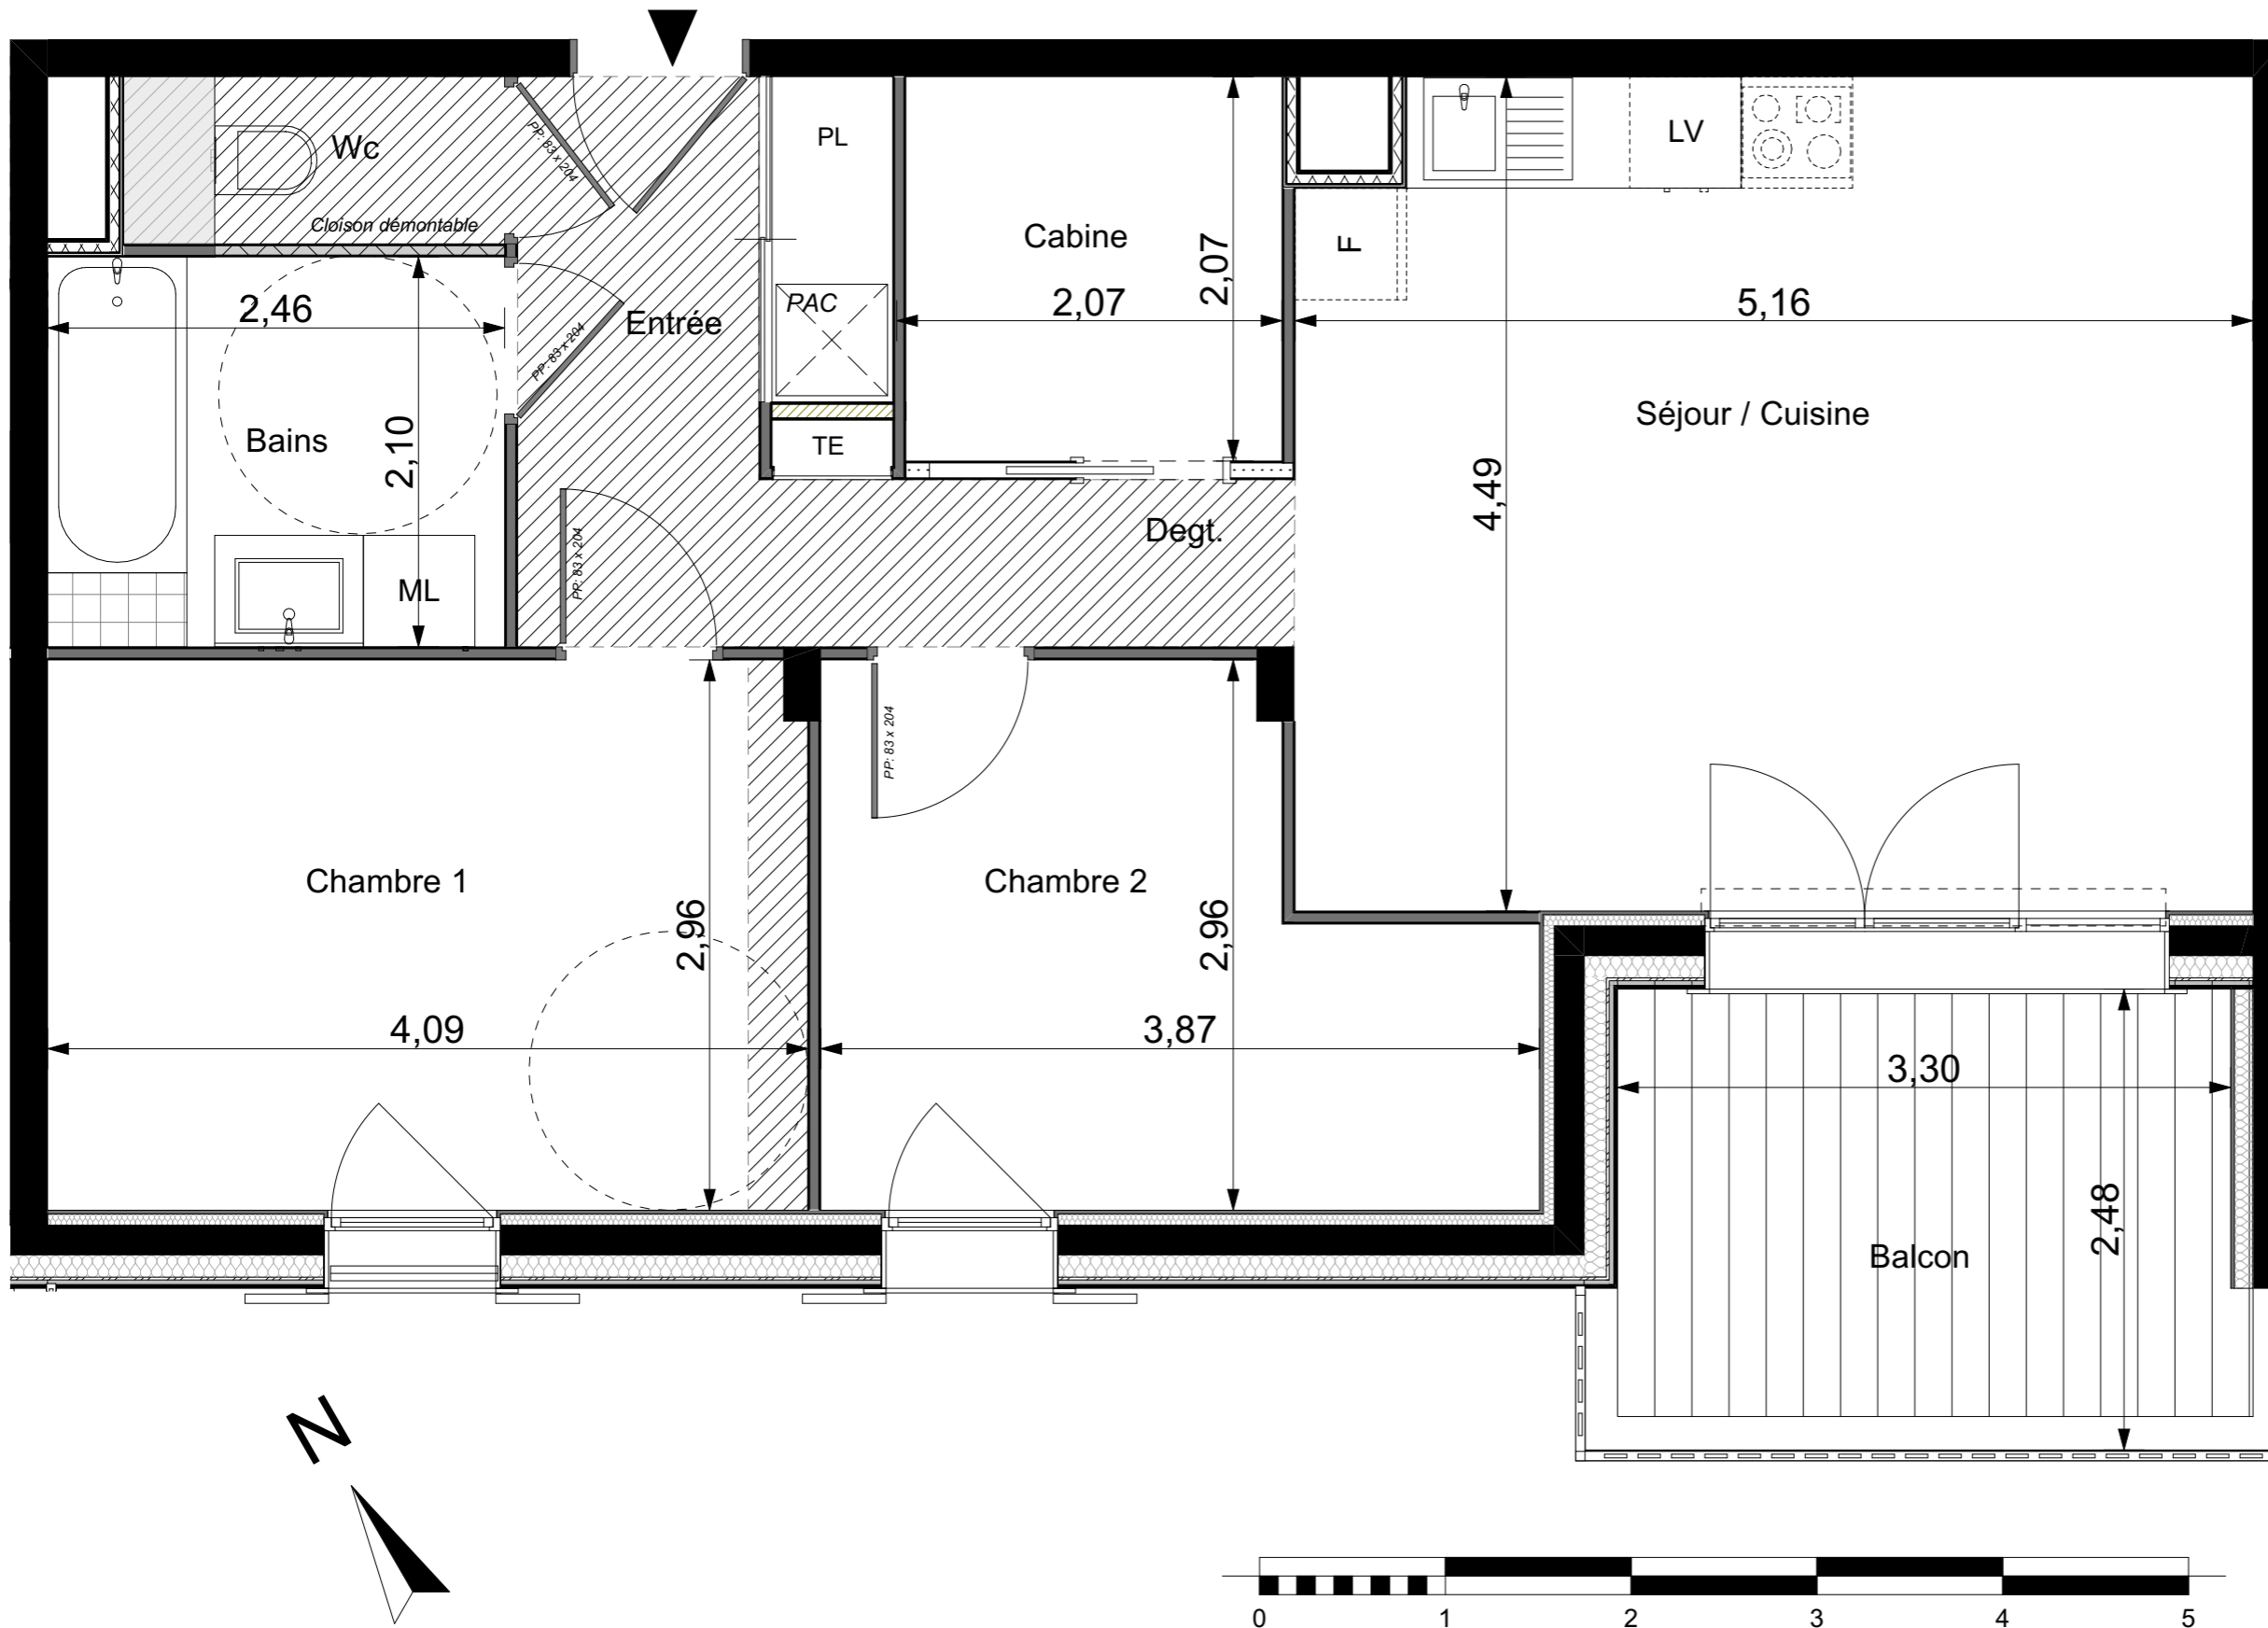 Wc
PP: 83 x 204
Cloison démontable
PL
LV
Cabine
2,07
F
2,46
Entrée
PAC
2,07
5,16
PP: 83 x 204
Bains
2,10
TE
Séjour / Cuisine
4,49
Degt.
PP: 83 x 204
ML
PP: 83 x 204
Chambre 1
2,96
Chambre 2
2,96
4,09
3,87
3,30
2,48
Balcon
N
0 1 2 3 4 5